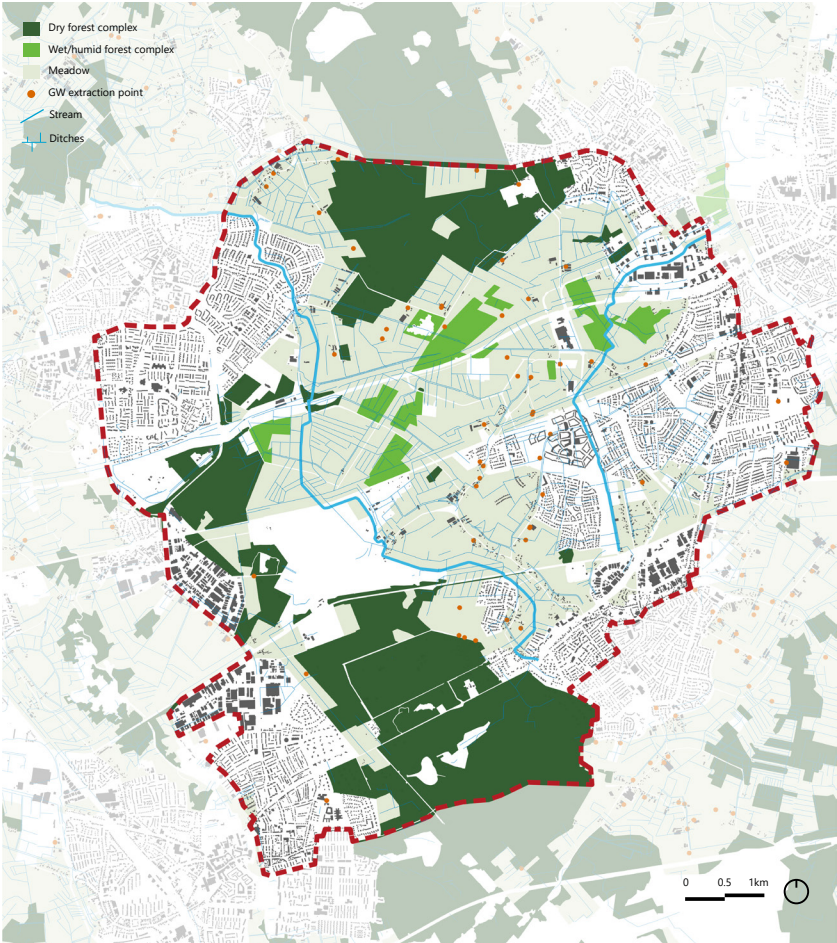 Dry forest complex
Wet/humid forest complex
Meadow
GW extraction point
Stream
Ditches
0 0.5 1km